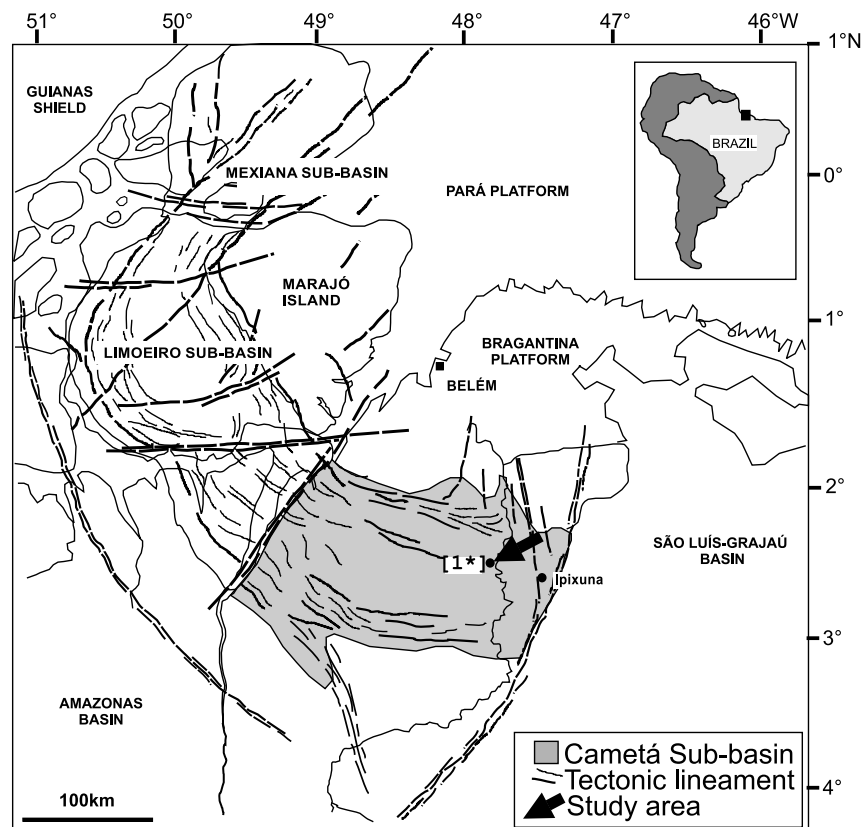 51° 50° 49° 48° 47° 46°W
1°N
GUIANAS
SHIELD
BRAZIL
MEXIANA SUB-BASIN
0°
PARÁ PLATFORM
MARAJÓ
ISLAND
1°
BRAGANTINA
PLATFORM
LIMOEIRO SUB-BASIN
BELÉM
2°
SÃO LUÍS-GRAJAÚ
BASIN
[1*]
Ipixuna
3°
AMAZONAS
BASIN
Cametá Sub-basin
Tectonic lineament
Study area
4°
100km